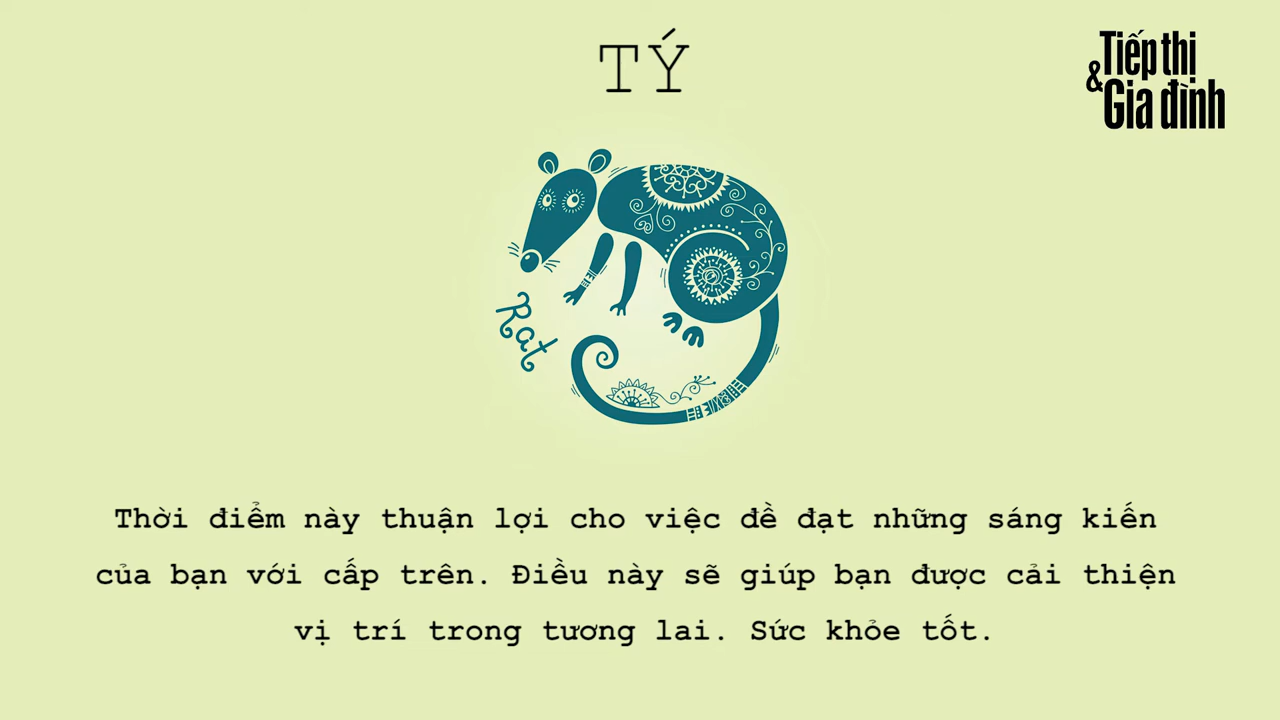 TÝ
Tiếp thị
& Gia đình
Rat
Thời điểm này thuận lợi cho việc đề đạt những sáng kiến
của bạn với cấp trên. Điều này sẽ giúp bạn được cải thiện
vị trí trong tương lai. Sức khỏe tốt.